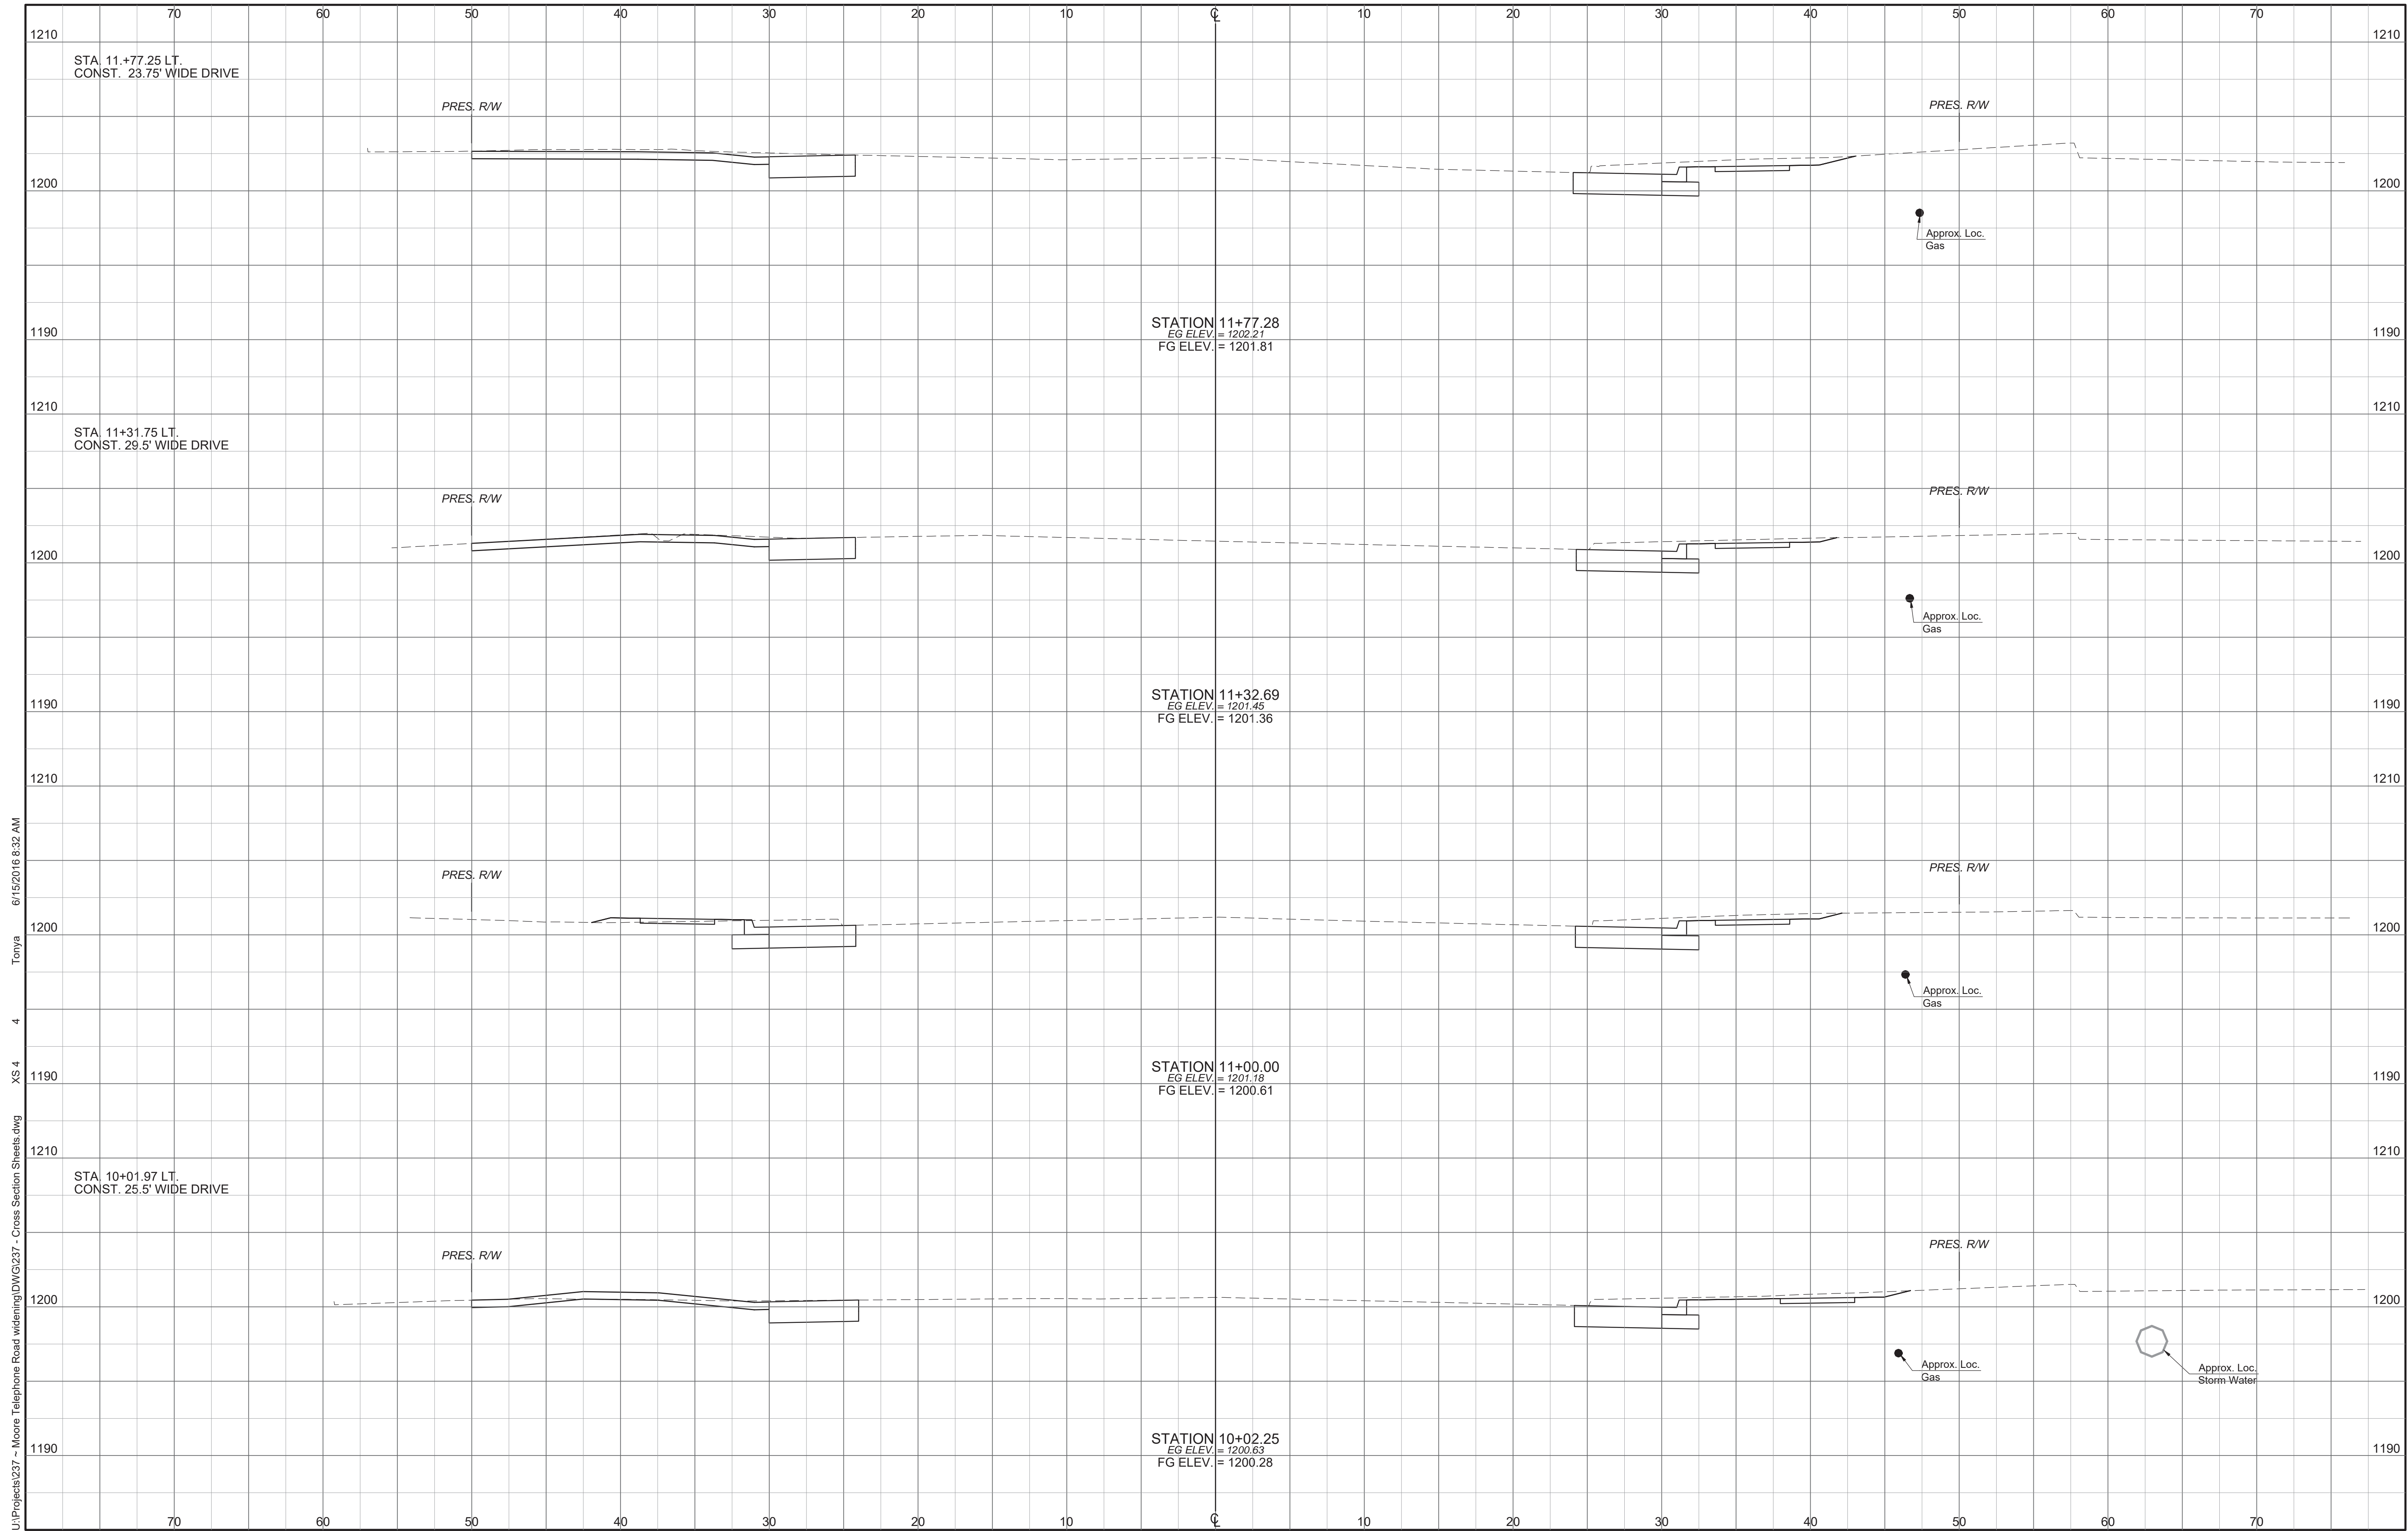 70 60 50 40 30 20 10 ℄ 10 20 30 40 50 60 70
1210 1210
STA. 11.+77.25 LT.
CONST. 23.75' WIDE DRIVE
PRES. R/W PRES. R/W
1200 1200
Approx. Loc.
Gas
STATION 11+77.28
EG ELEV. = 1202.21
1190 1190
FG ELEV. = 1201.81
1210 1210
STA. 11+31.75 LT.
CONST. 29.5' WIDE DRIVE
PRES. R/W PRES. R/W
1200 1200
Approx. Loc.
Gas
STATION 11+32.69
EG ELEV. = 1201.45
1190 1190
FG ELEV. = 1201.36
1210 1210
PRES. R/W PRES. R/W
1200 1200
Approx. Loc.
Gas
STATION 11+00.00
EG ELEV. = 1201.18
1190 1190
FG ELEV. = 1200.61
1210 1210
STA. 10+01.97 LT.
CONST. 25.5' WIDE DRIVE
PRES. R/W PRES. R/W
1200 1200
Approx. Loc.
Gas
Approx. Loc.
Storm Water
STATION 10+02.25
EG ELEV. = 1200.63
1190 1190
FG ELEV. = 1200.28
70 60 50 40 30 20 10 ℄ 10 20 30 40 50 60 70
U:\Projects\237 ~ Moore Telephone Road widening\DWG\237 - Cross Section Sheets.dwg XS 4 4 Tonya 6/15/2016 8:32 AM